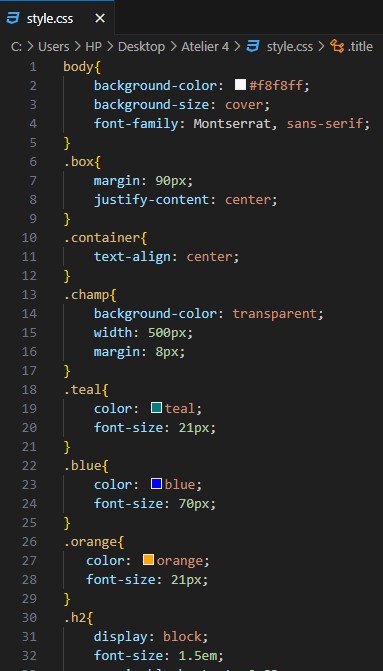 style.css ×
C: > Users > HP > Desktop > Atelier 4 > style.css > .title
1 body{
2 background-color: #f8f8ff;
3 background-size: cover;
4 font-family: Montserrat, sans-serif;
5 }
6 .box{
7 margin: 90px;
8 justify-content: center;
9 }
10 .container{
11 text-align: center;
12 }
13 .champ{
14 background-color: transparent;
15 width: 500px;
16 margin: 8px;
17 }
18 .teal{
19 color: teal;
20 font-size: 21px;
21 }
22 .blue{
23 color: blue;
24 font-size: 70px;
25 }
26 .orange{
27 color: orange;
28 font-size: 21px;
29 }
30 .h2{
31 display: block;
32 font-size: 1.5em;